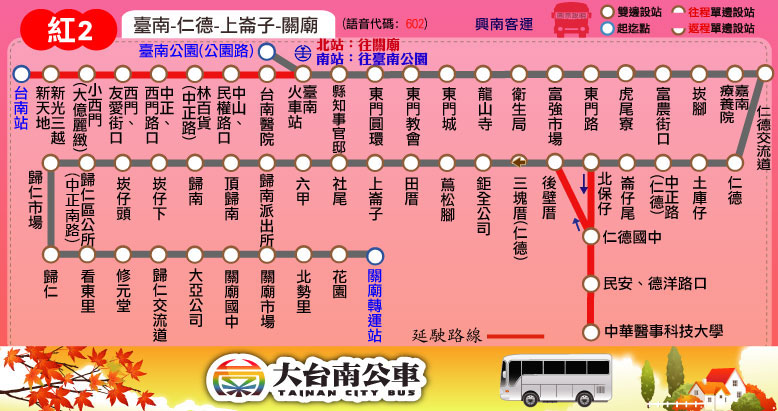 紅2
臺南-仁德-上崙子-關廟
(語音代碼: 602)
興南客運
雙邊設站
起迄點
往程單邊設站
返程單邊設站
臺南公園(公園路)
北站：往關廟
南站：往臺南公園
台南站
新光三越新天地
小西門(大億麗緻)
西門、友愛街口
中正、西門路口
林百貨(中正路)
中山、民權路口
台南醫院
臺南火車站
縣知事官邸
東門圓環
東門教會
東門城
龍山寺
衛生局
富強市場
東門路
虎尾寮
富農街口
崁腳
嘉南療養院
仁德交流道
仁德
土庫仔
中正路(仁德)
崙仔尾
北保仔
後壁厝
三塊厝(仁德)
鉅全公司
蔦松腳
田厝
上崙子
社尾
六甲
歸南派出所
頂歸南
歸南
崁仔下
崁仔頭
歸仁區公所(中正南路)
歸仁市場
仁德國中
民安、德洋路口
中華醫事科技大學
歸仁
看東里
修元堂
歸仁交流道
大亞公司
關廟國中
關廟市場
北勢里
花園
關廟轉運站
延駛路線
大台南公車
TAINAN CITY BUS